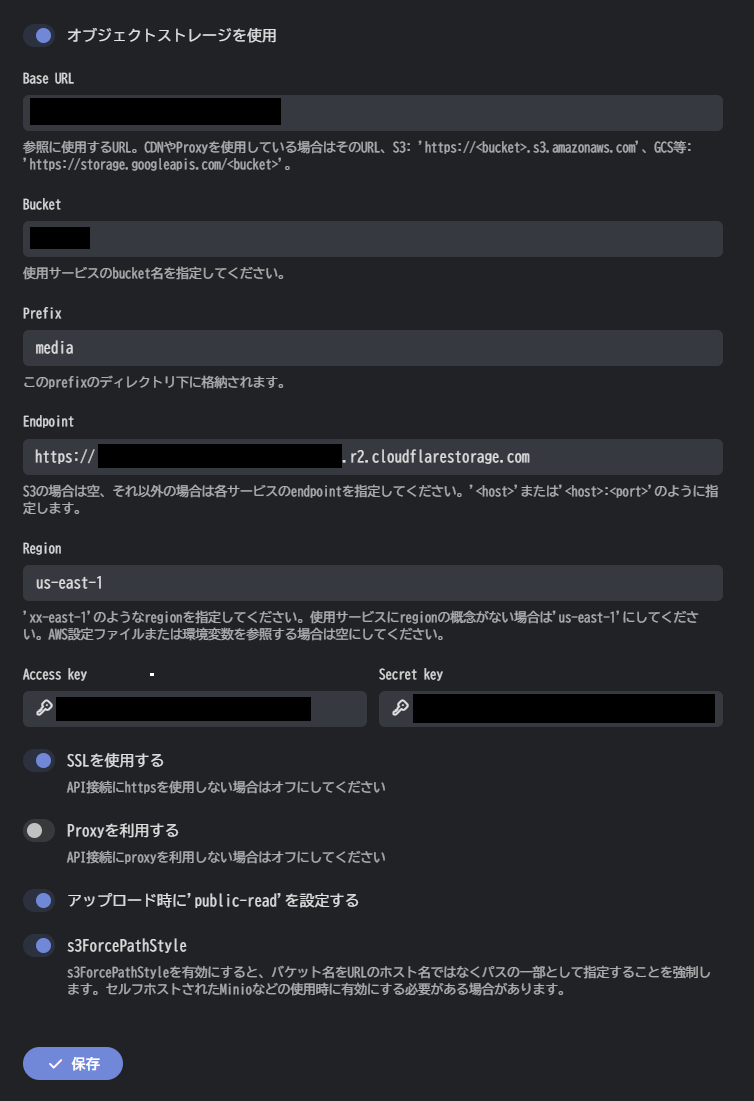 オブジェクトストレージを使用
Base URL
参照に使用するURL。CDNやProxyを使用している場合はそのURL、S3: 'https://<bucket>.s3.amazonaws.com'、GCS等:
'https://storage.googleapis.com/<bucket>'。
Bucket
使用サービスのbucket名を指定してください。
Prefix
media
このprefixのディレクトリ下に格納されます。
Endpoint
https://
.r2.cloudflarestorage.com
S3の場合は空、それ以外の場合は各サービスのendpointを指定してください。'<host>'または'<host>:<port>'のように指
定します。
Region
us-east-1
'xx-east-1'のようなregionを指定してください。使用サービスにregionの概念がない場合は'us-east-1'にしてくださ
い。AWS設定ファイルまたは環境変数を参照する場合は空にしてください。
Access key
Secret key
SSLを使用する
API接続にhttpsを使用しない場合はオフにしてください
Proxyを利用する
API接続にproxyを利用しない場合はオフにしてください
アップロード時に'public-read'を設定する
s3ForcePathStyle
s3ForcePathStyleを有効にすると、バケット名をURLのホスト名ではなくパスの一部として指定することを強制し
ます。セルフホストされたMinioなどの使用時に有効にする必要がある場合があります。
保存